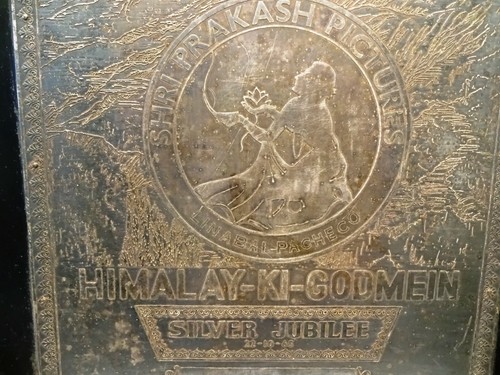 SHRI PRAKASH PICTURES
HIMALAY-KI-GODMEIN
SILVER JUBILEE